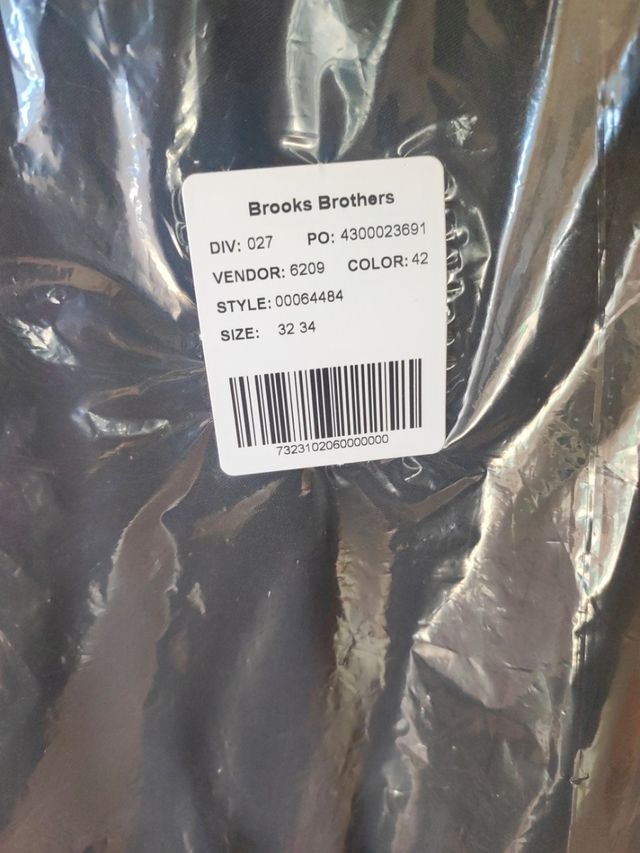 Brooks Brothers
DIV: 027 PO: 4300023691
VENDOR: 6209 COLOR: 42
STYLE: 00064484
SIZE: 32 34
7323102060000000